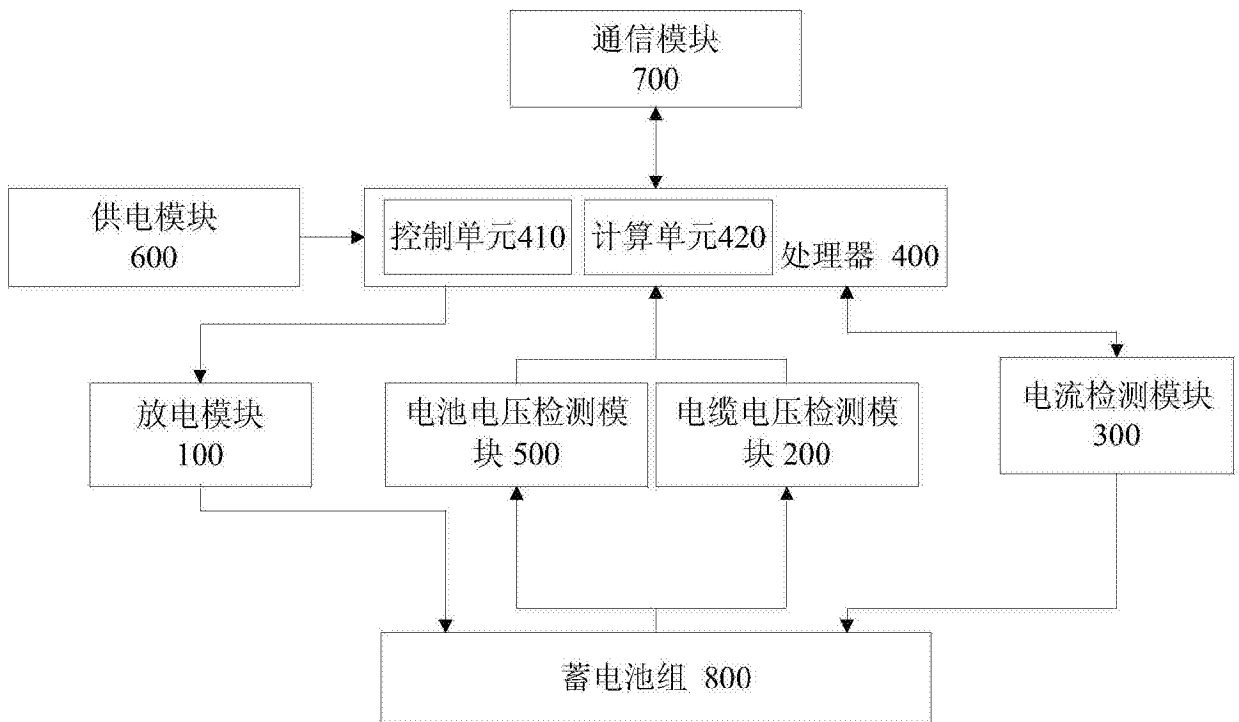 通信模块
700
供电模块
600
控制单元410
计算单元420
处理器 400
放电模块
100
电池电压检测模
块 500
电缆电压检测模
块 200
电流检测模块
300
蓄电池组 800